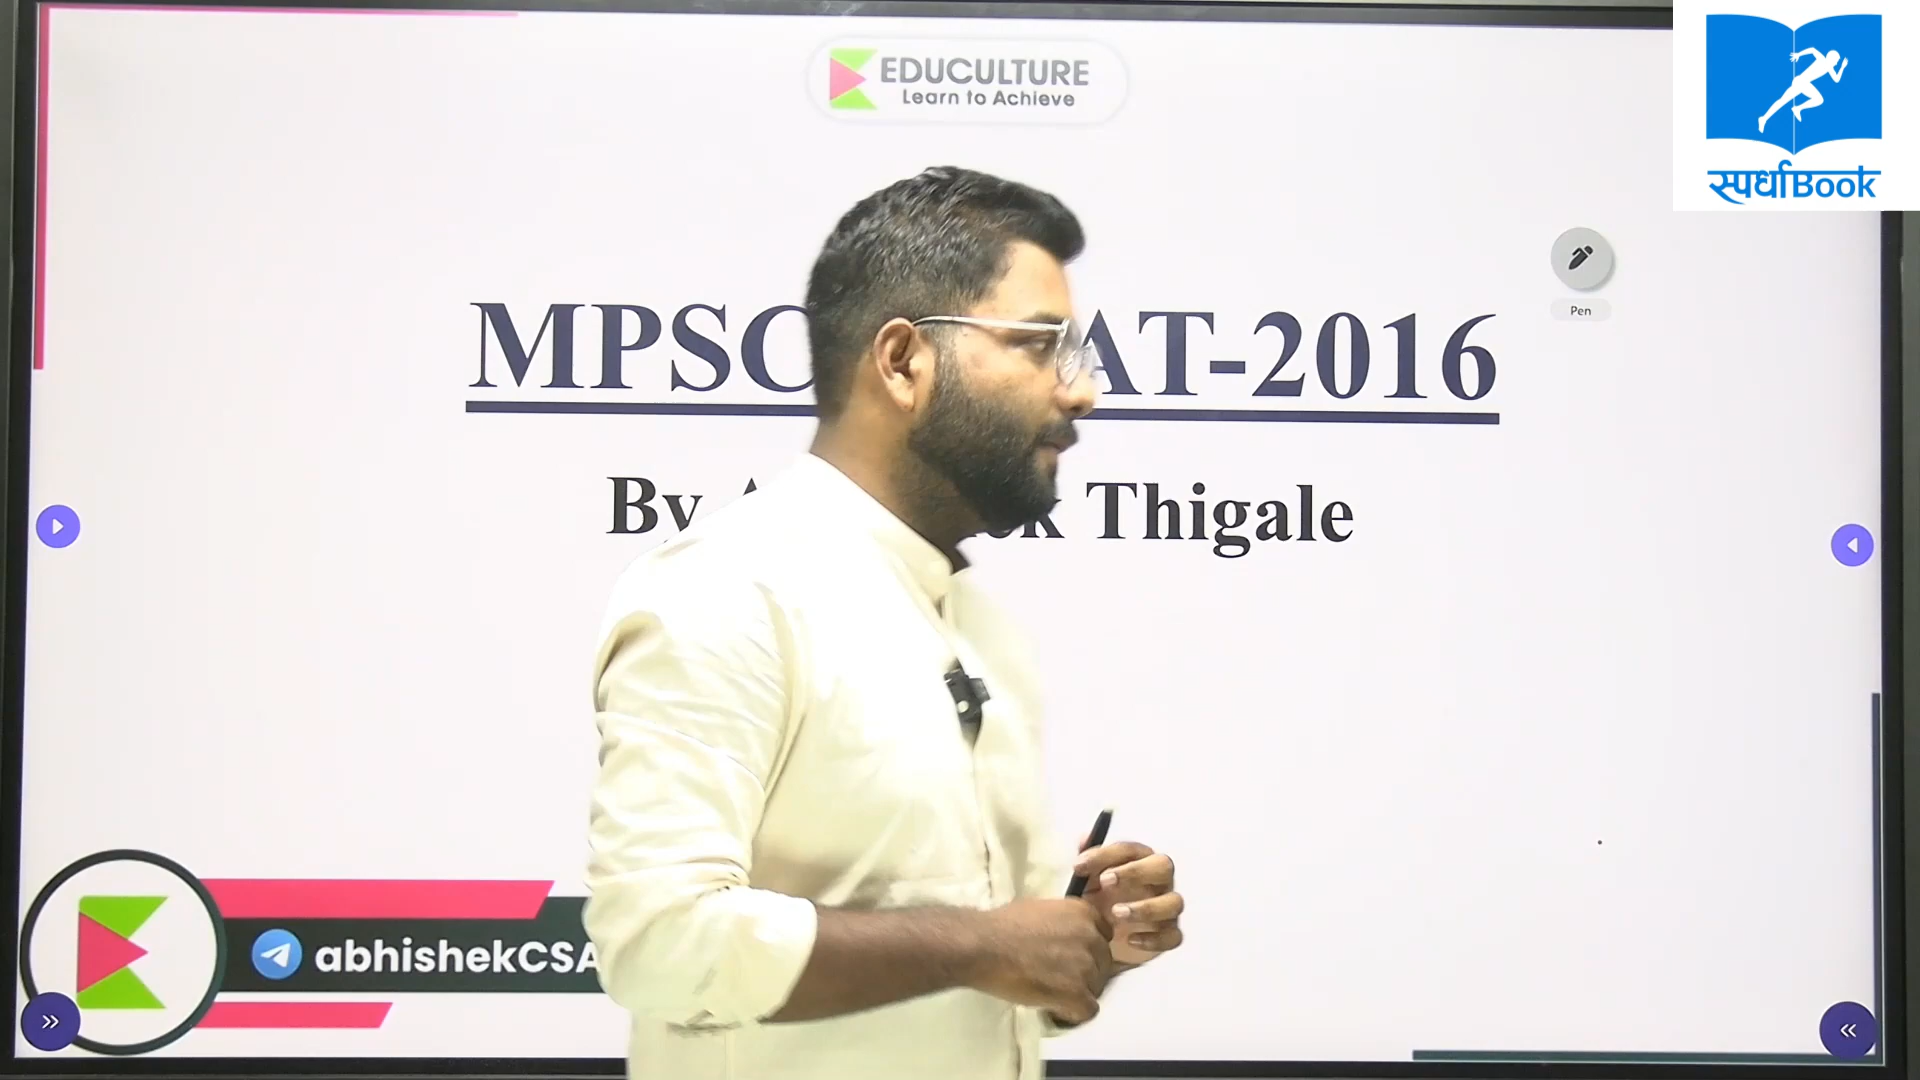 EDUCULTURE
Learn to Achieve
स्पर्धाBook
Pen
MPSC AT-2016
By Thigale
abhishekCSA